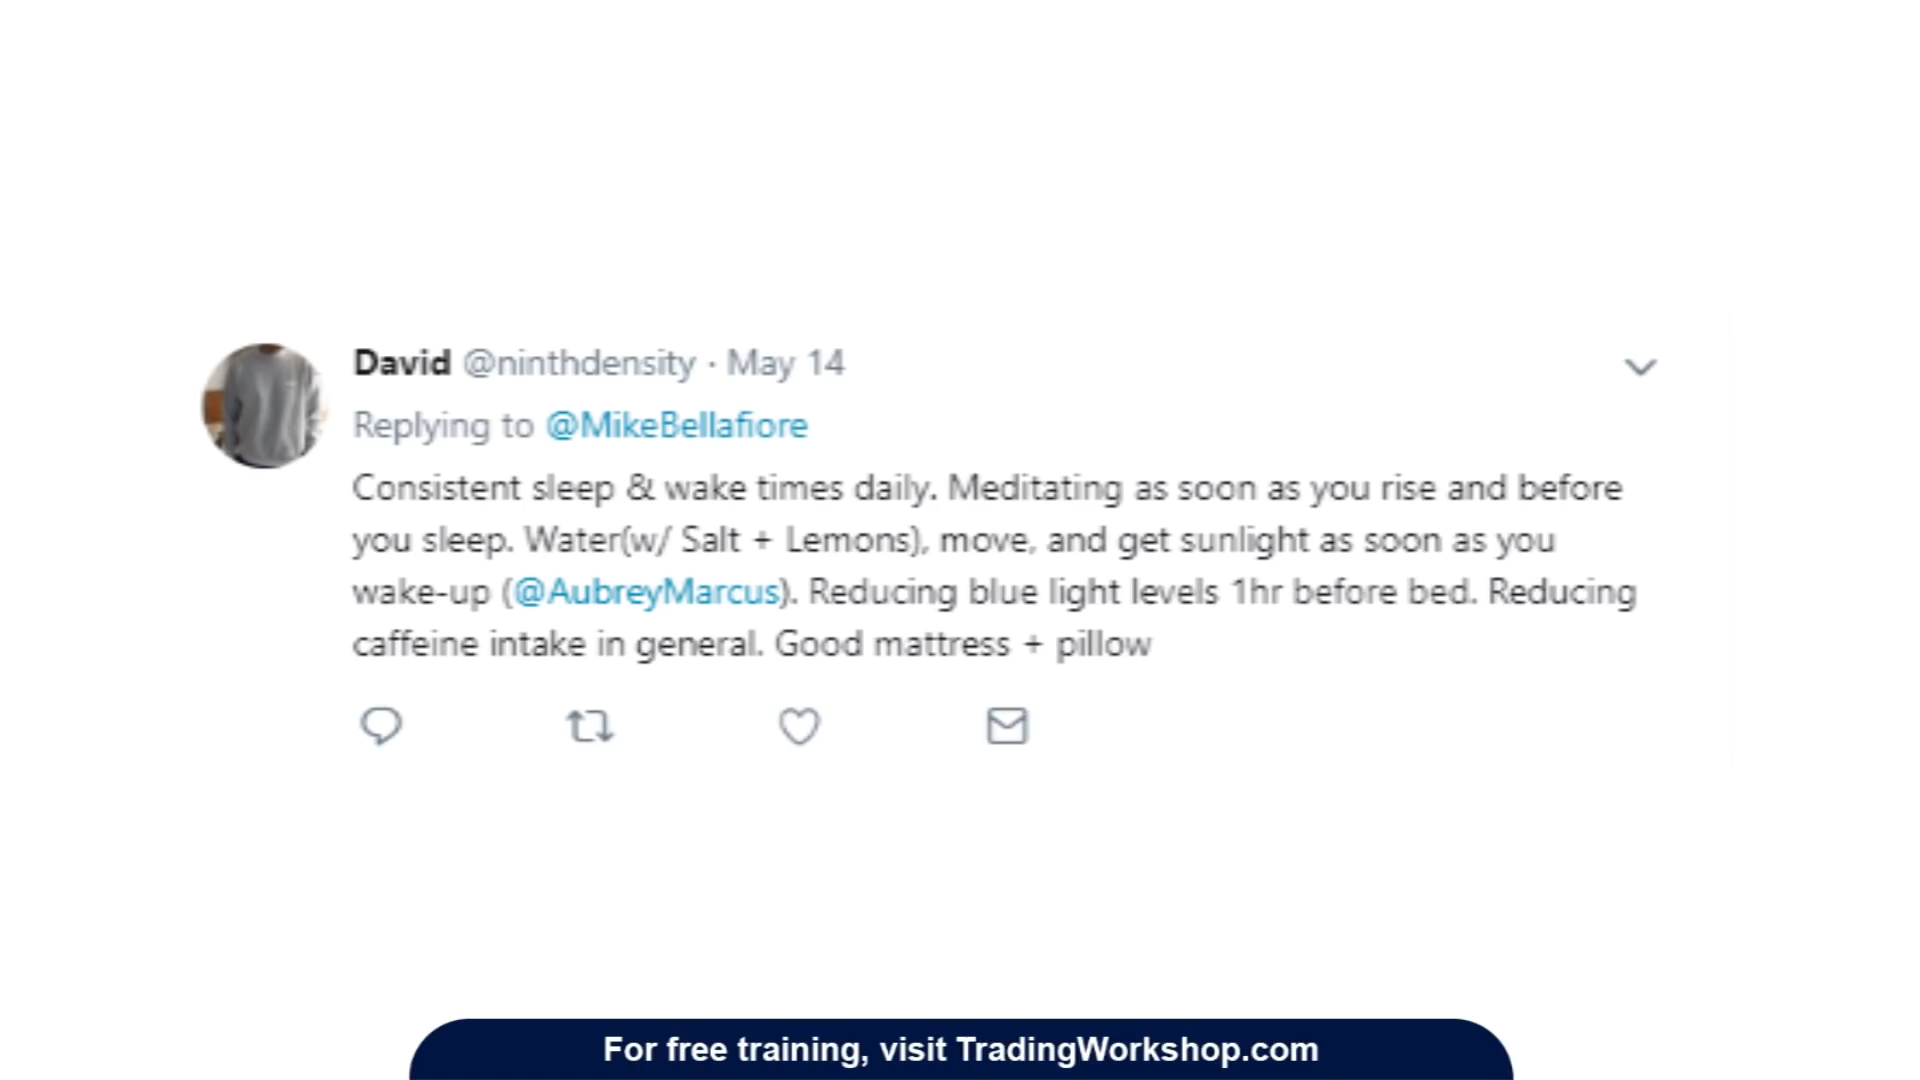 David @ninthdensity · May 14
Replying to @MikeBellafiore
Consistent sleep & wake times daily. Meditating as soon as you rise and before
you sleep. Water(w/ Salt + Lemons), move, and get sunlight as soon as you
wake-up (@AubreyMarcus). Reducing blue light levels 1hr before bed. Reducing
caffeine intake in general. Good mattress + pillow
For free training, visit TradingWorkshop.com